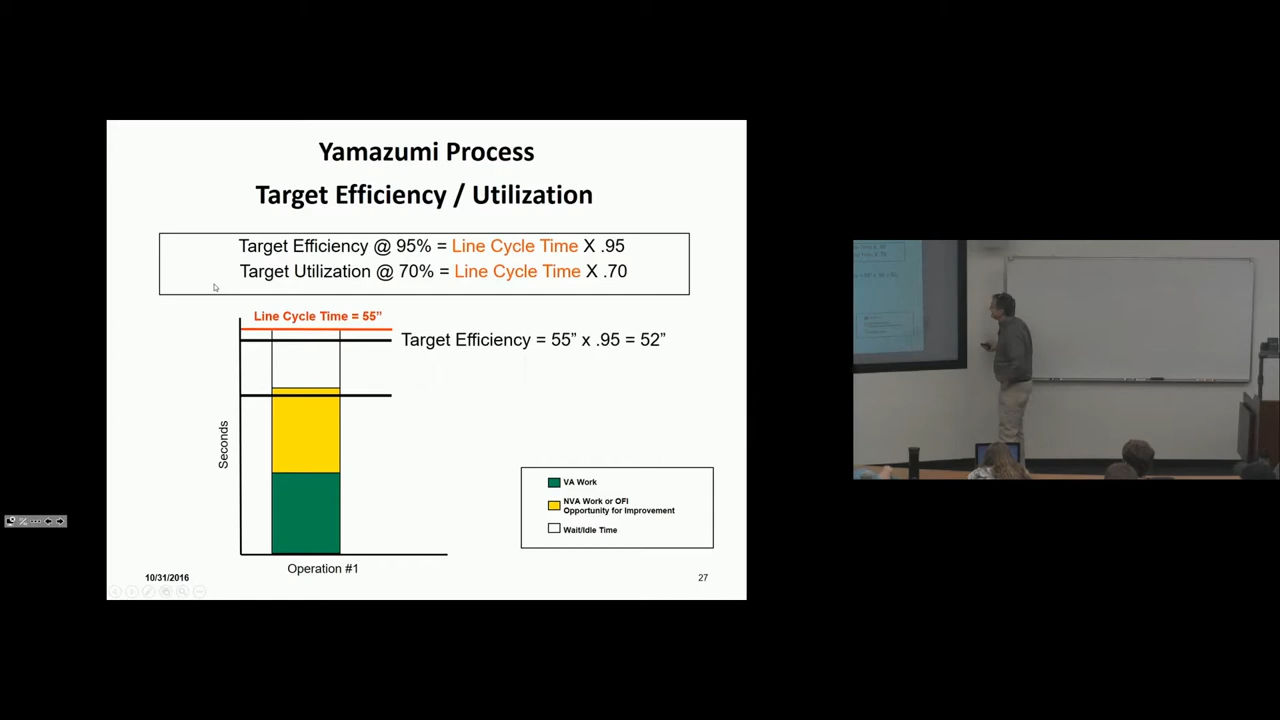 Yamazumi Process
Target Efficiency / Utilization
Target Efficiency @ 95% = Line Cycle Time X .95
Target Utilization @ 70% = Line Cycle Time X .70
Line Cycle Time = 55”
Target Efficiency = 55” x .95 = 52”
Seconds
VA Work
NVA Work or OFI
Opportunity for Improvement
Wait/Idle Time
Operation #1
10/31/2016
27